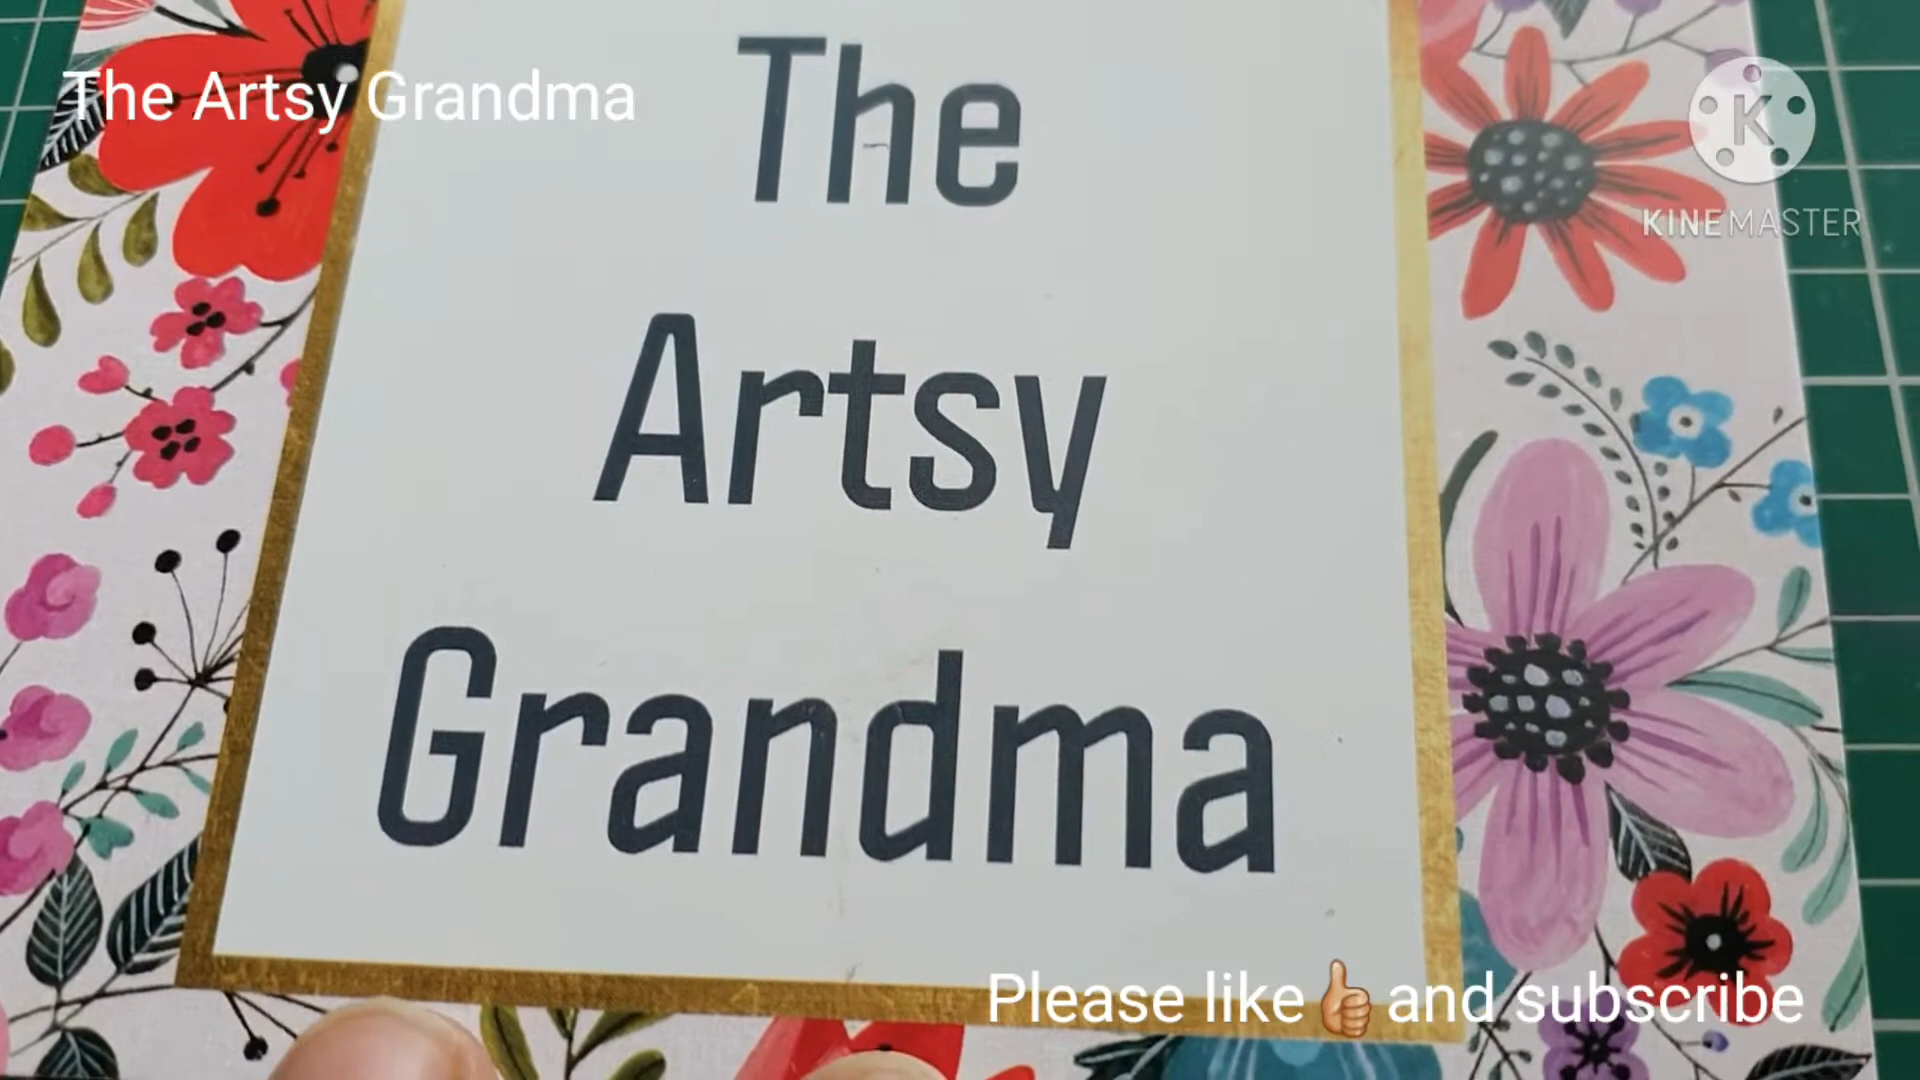 The Artsy Grandma
The
Artsy
Grandma
K
KINEMASTER
Please like👍and subscribe